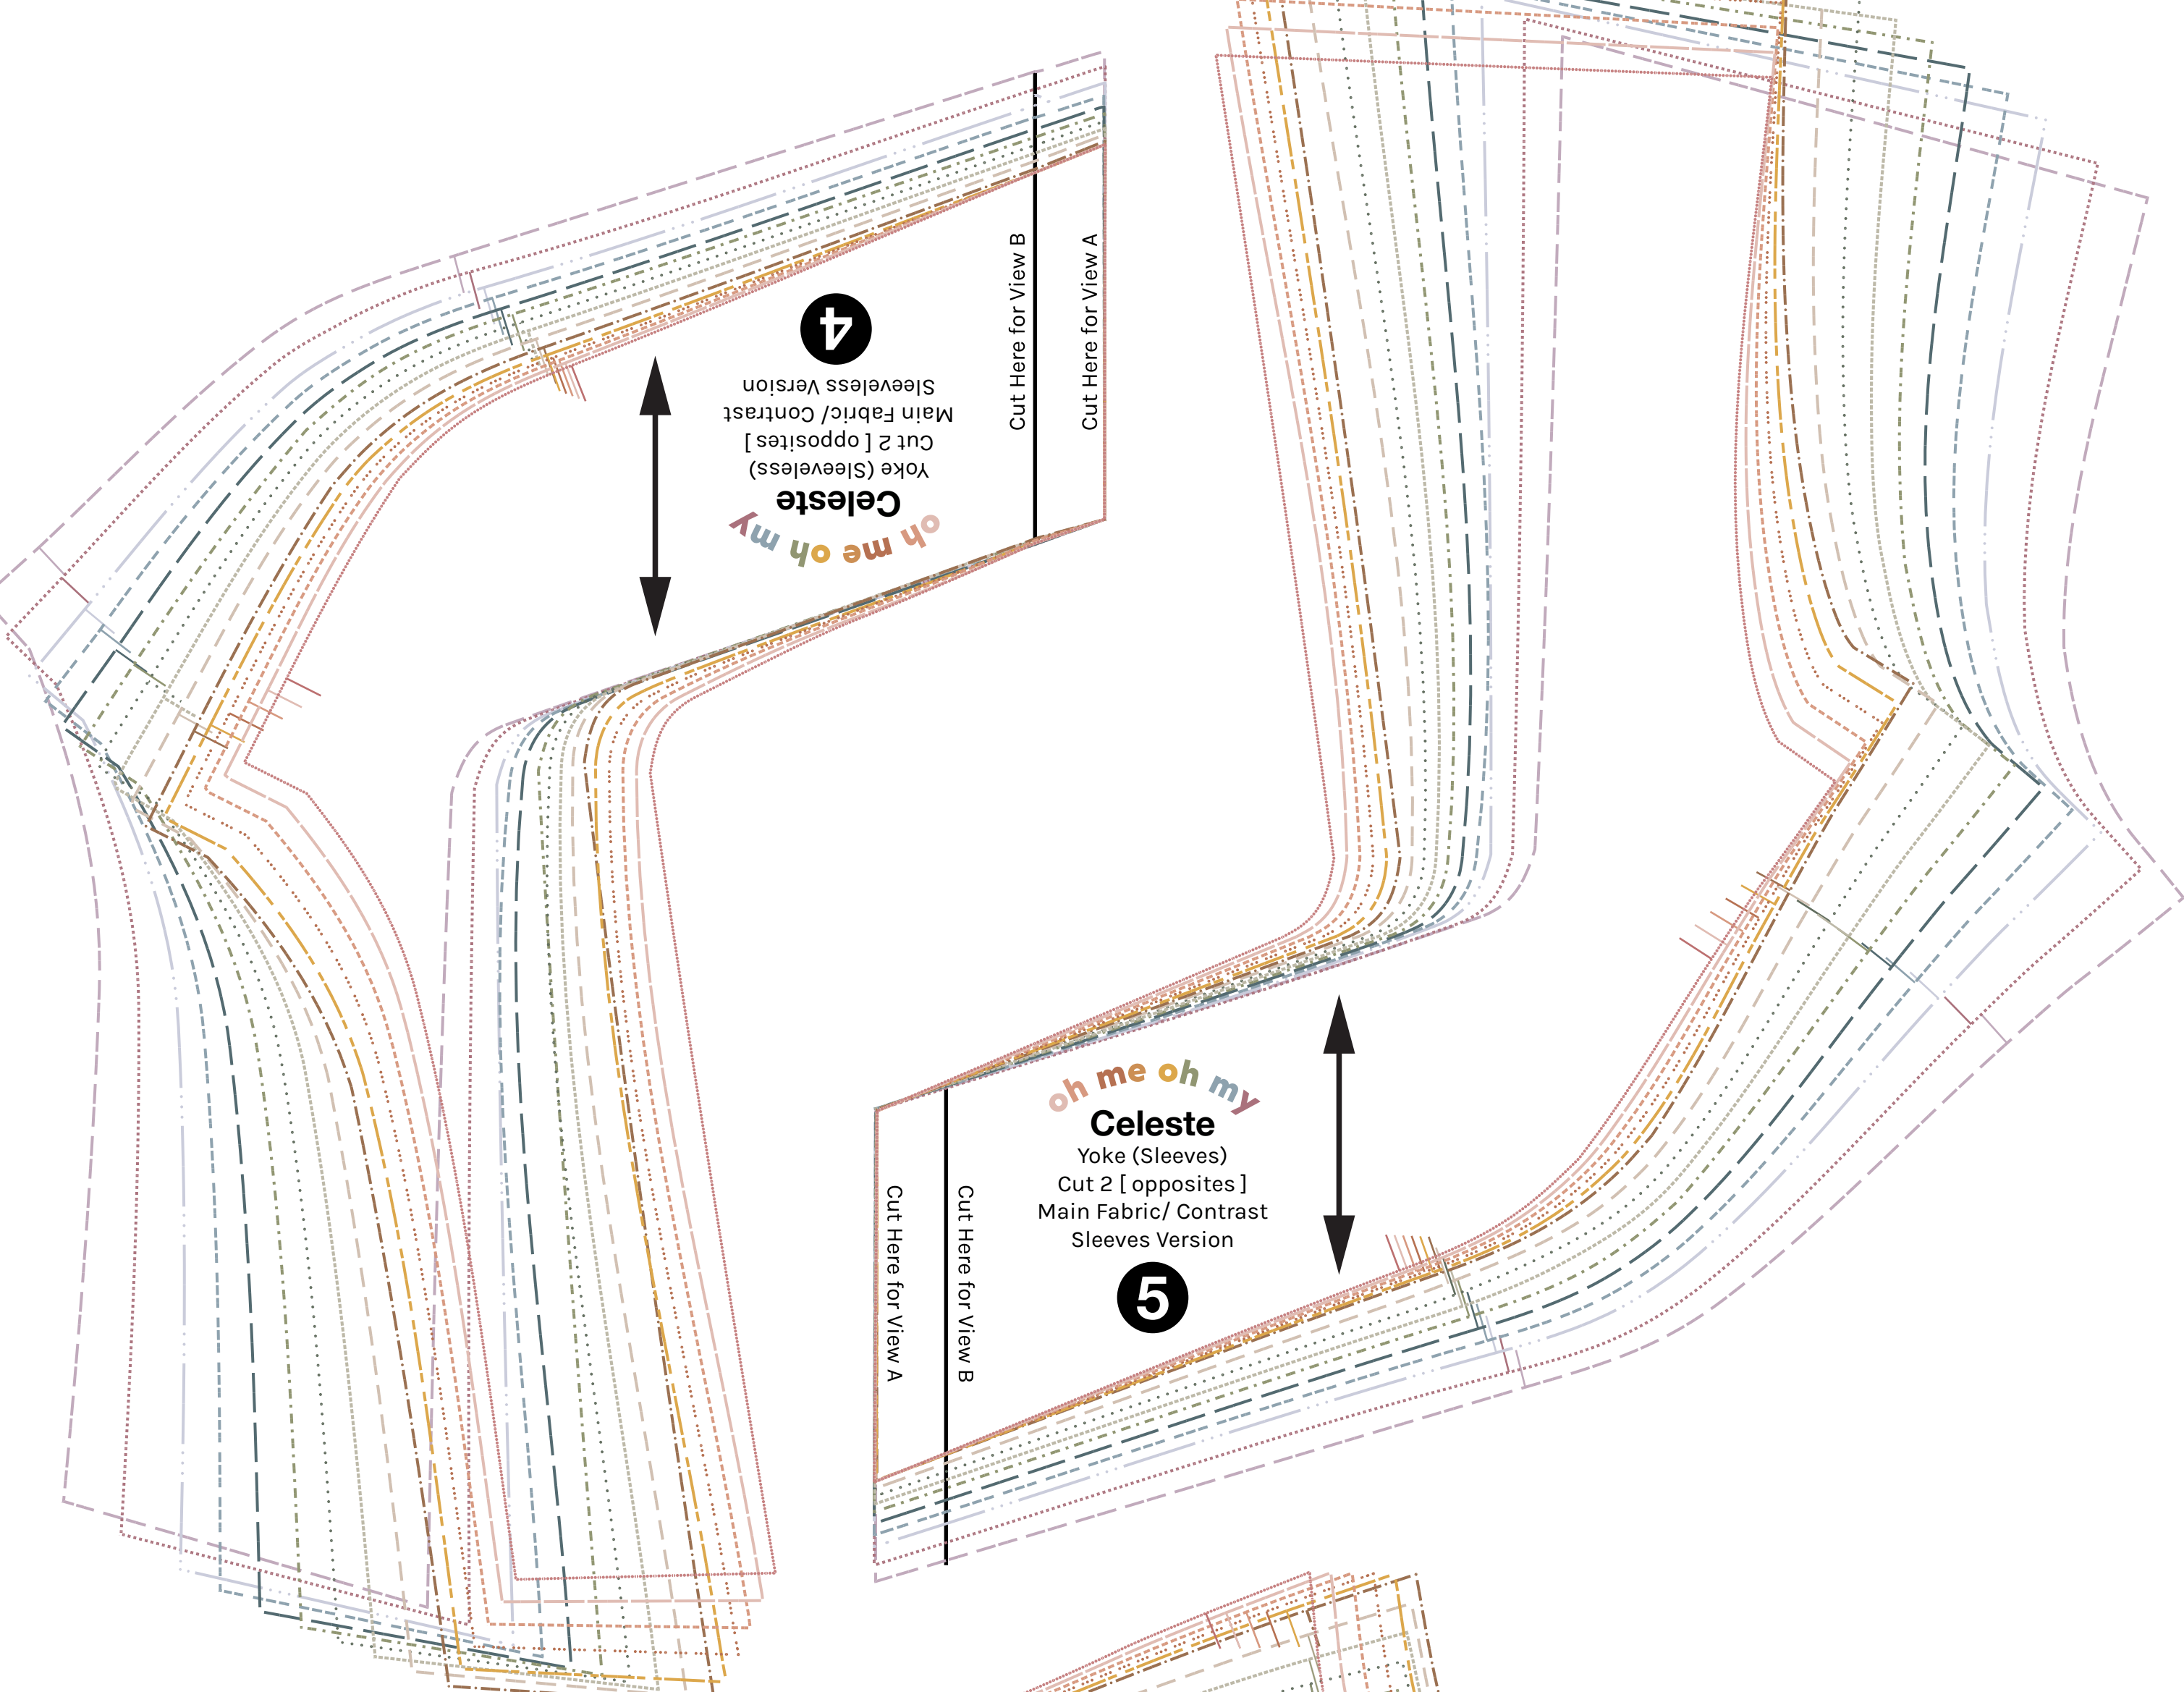 Cut Here for View B
Cut Here for View A
4
Sleeveless Version
Main Fabric/ Contrast
Cut 2 [ opposites ]
Yoke (Sleeveless)
Celeste
oh me oh my
oh me oh my
Celeste
Yoke (Sleeves)
Cut 2 [ opposites ]
Main Fabric/ Contrast
Sleeves Version
5
Cut Here for View A
Cut Here for View B